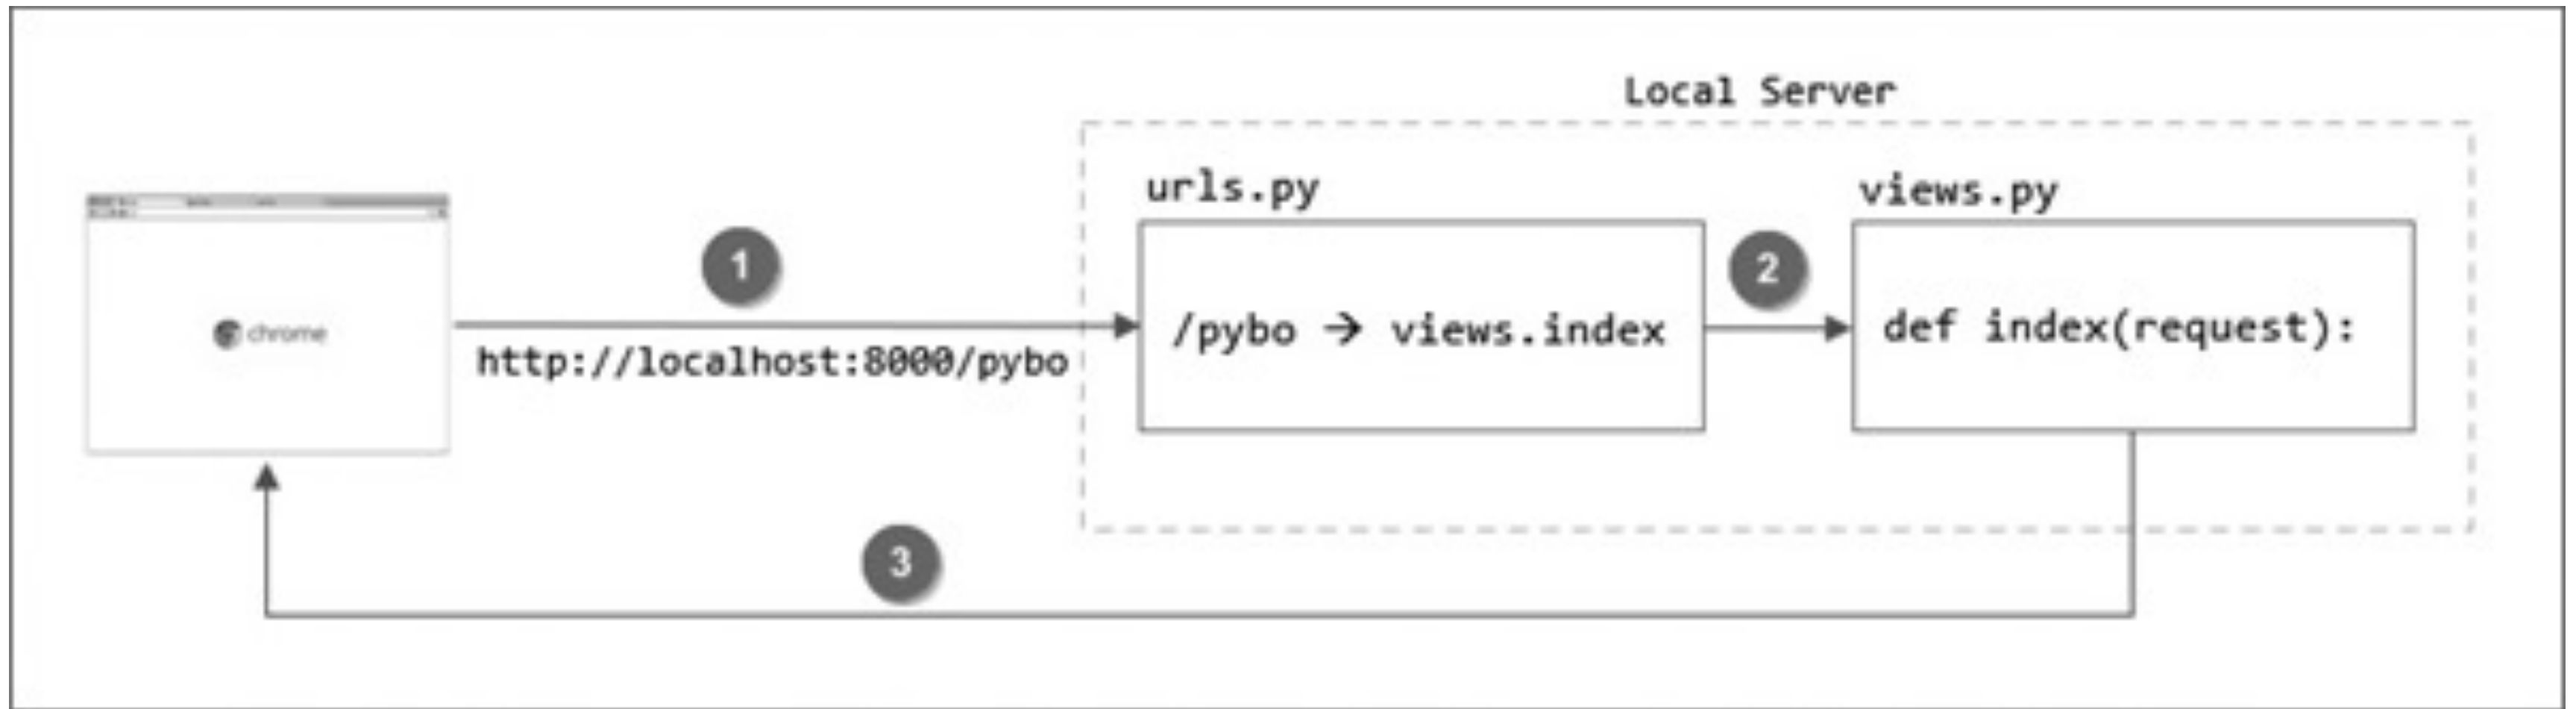 Local Server
urls.py
views.py
1
2
/pybo → views.index
def index(request):
chrome
http://localhost:8000/pybo
3